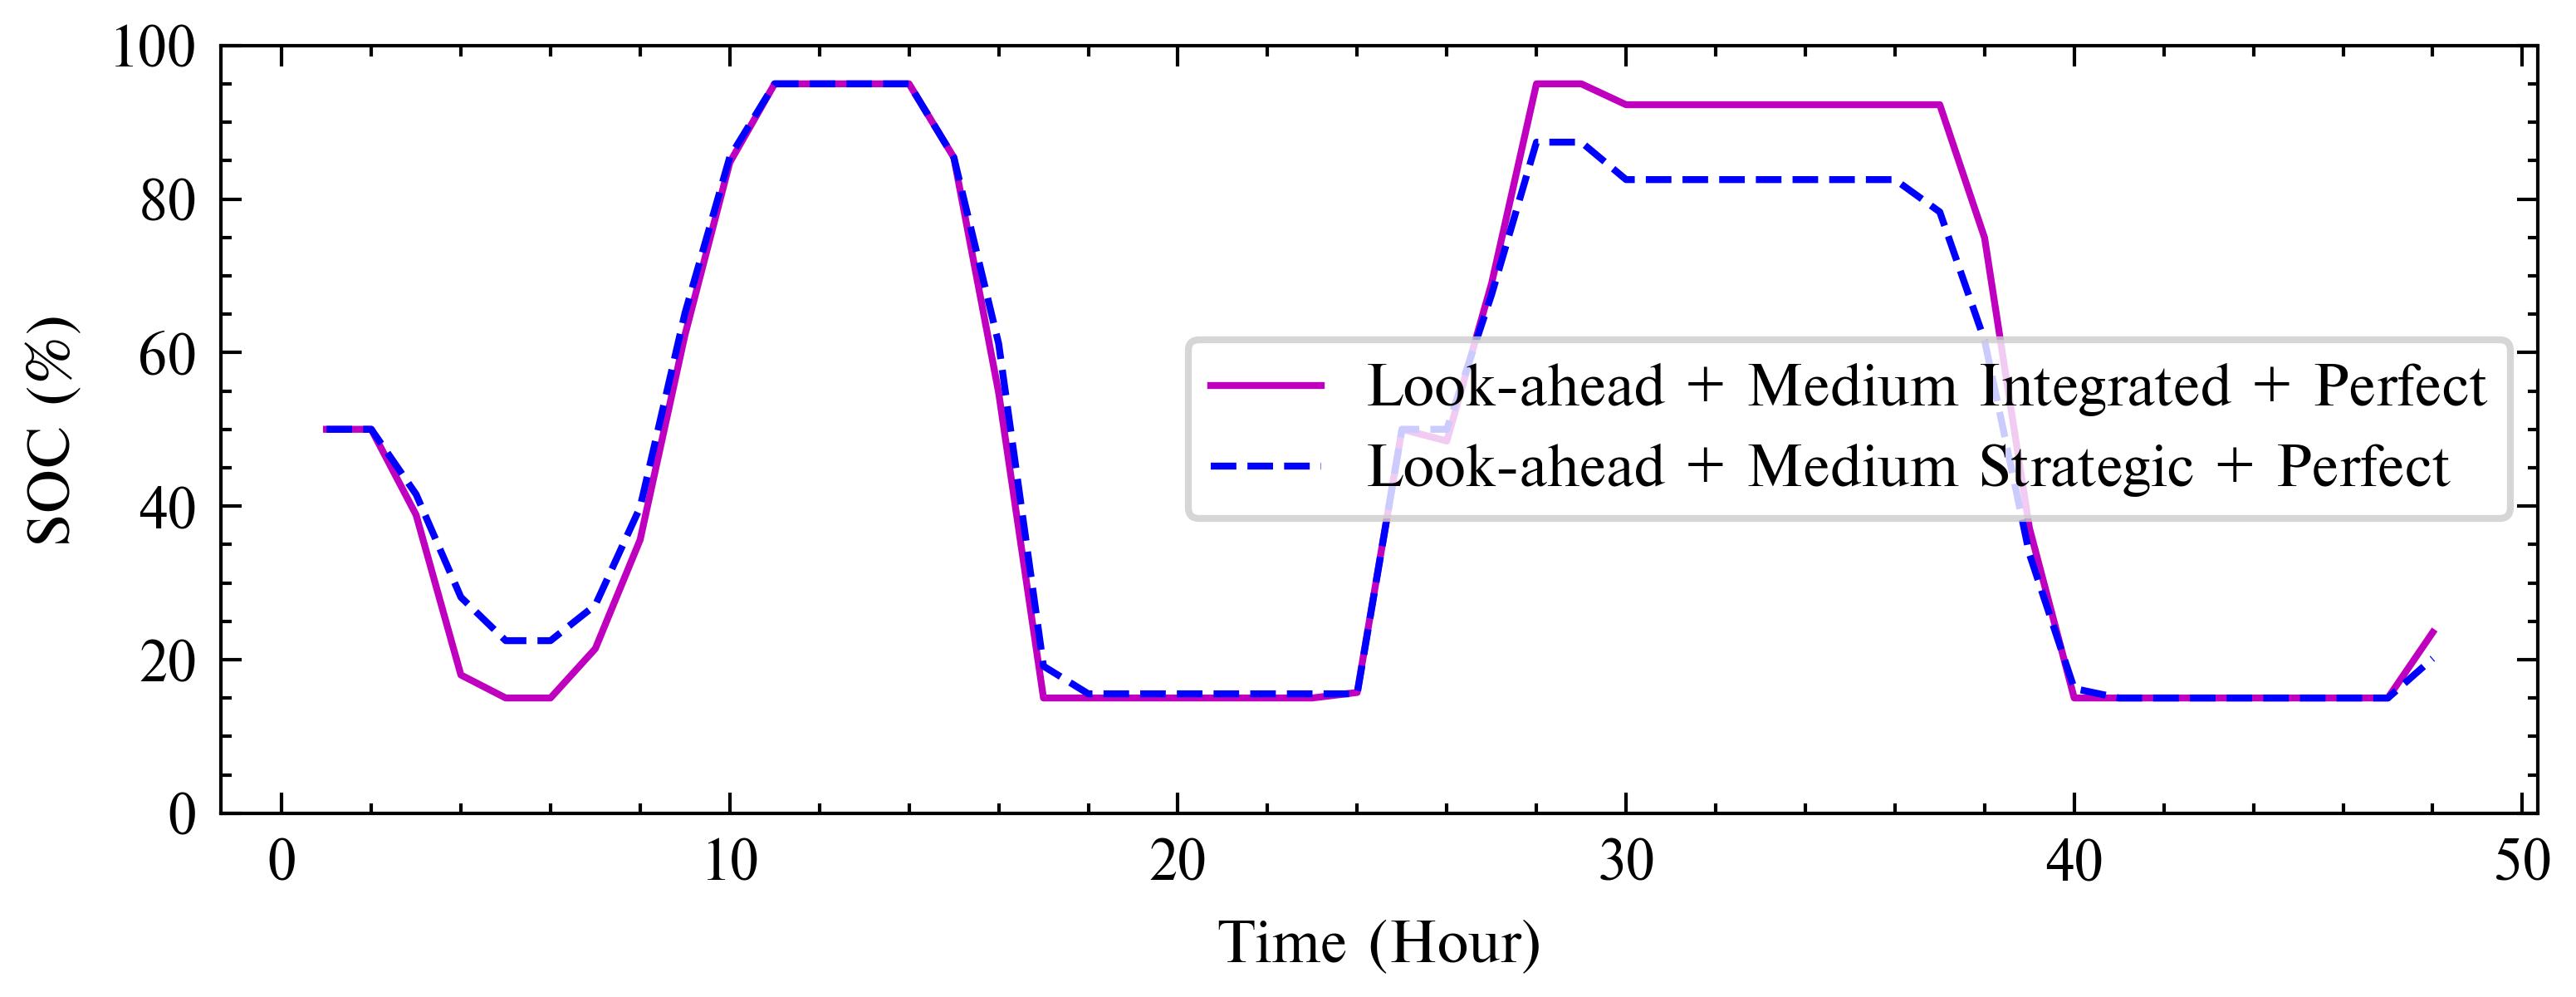 100
80
60
40
20
0
SOC (%)
Look-ahead + Medium Integrated + Perfect
Look-ahead + Medium Strategic + Perfect
0 10 20 30 40 50
Time (Hour)